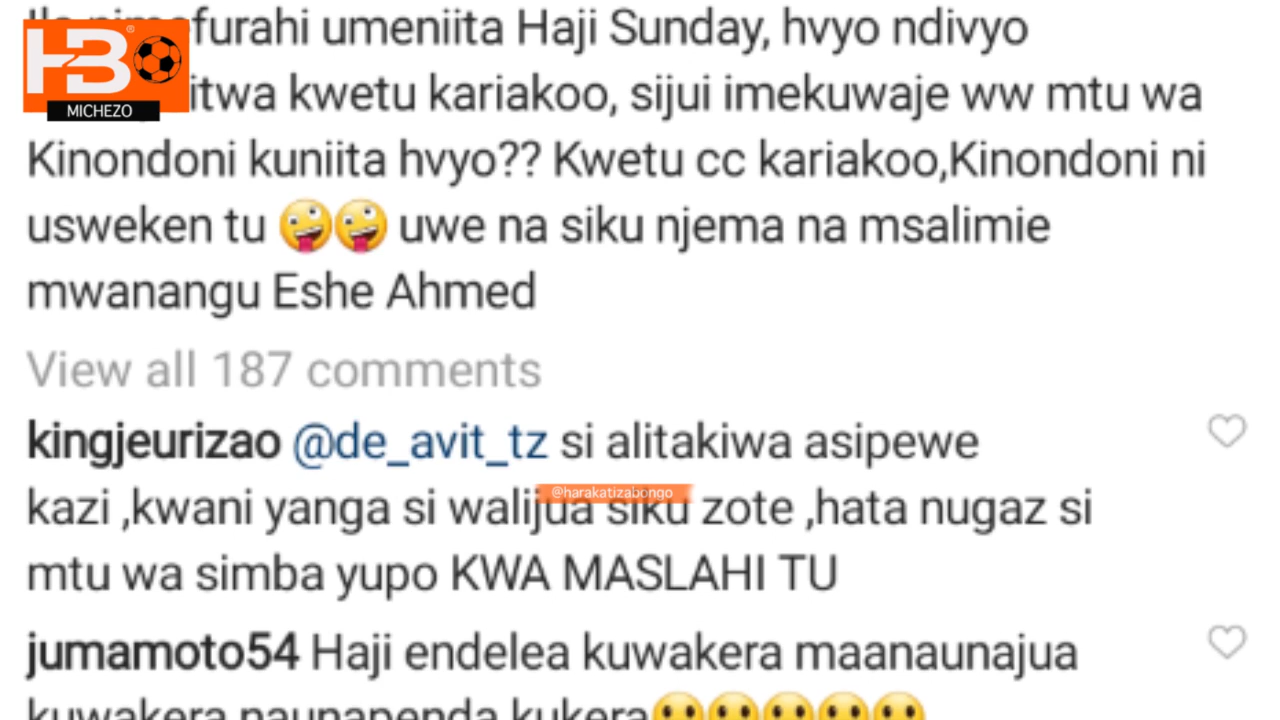 HB®
MICHEZO
furahi umeniita Haji Sunday, hvyo ndivyo
itwa kwetu kariakoo, sijui imekuwaje ww mtu wa
Kinondoni kuniita hvyo?? Kwetu cc kariakoo,Kinondoni ni
usweken tu 🤪🤪 uwe na siku njema na msalimie
mwanangu Eshe Ahmed
View all 187 comments
kingjeurizao @de_avit_tz si alitakiwa asipewe
@harakatizabongo
kazi ,kwani yanga si walijua siku zote ,hata nugaz si
mtu wa simba yupo KWA MASLAHI TU
jumamoto54 Haji endelea kuwakera maanaunajua
kuwakera naunapenda kukera